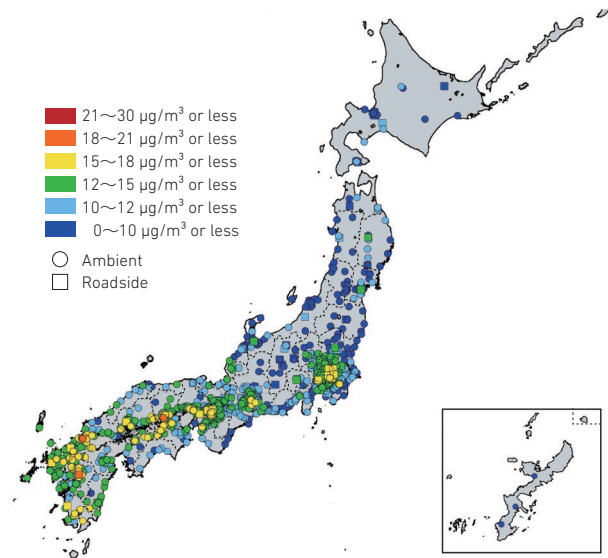 21～30 μg/m³ or less
18～21 μg/m³ or less
15～18 μg/m³ or less
12～15 μg/m³ or less
10～12 μg/m³ or less
0～10 μg/m³ or less
Ambient
Roadside